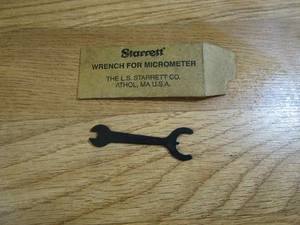 Starrett
WRENCH FOR MICROMETER
THE L.S. STARRETT CO.
ATHOL, MA U.S.A.